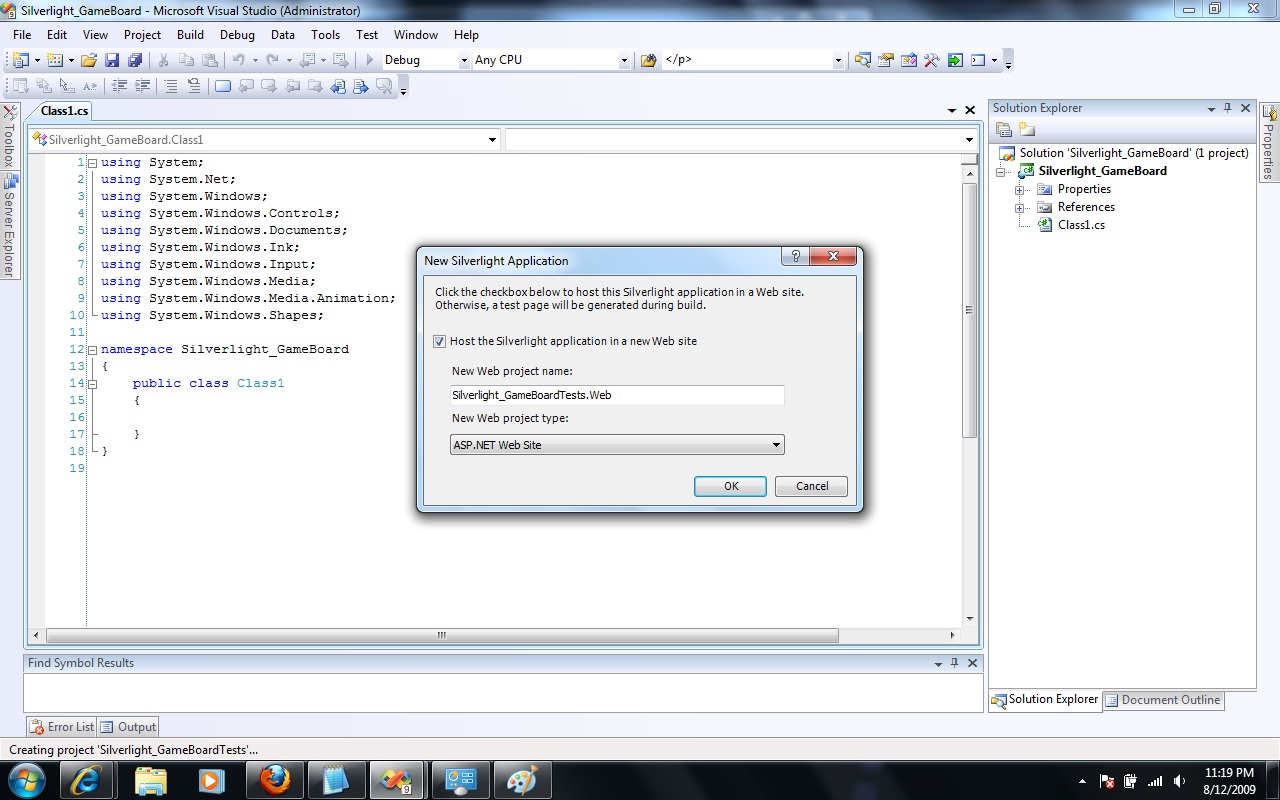 Silverlight_GameBoard - Microsoft Visual Studio (Administrator)
File Edit View Project Build Debug Data Tools Test Window Help
Debug Any CPU </p>
Class1.cs
Silverlight_GameBoard.Class1
Toolbox
Server Explorer
1 using System;
2 using System.Net;
3 using System.Windows;
4 using System.Windows.Controls;
5 using System.Windows.Documents;
6 using System.Windows.Ink;
7 using System.Windows.Input;
8 using System.Windows.Media;
9 using System.Windows.Media.Animation;
10 using System.Windows.Shapes;
11
12 namespace Silverlight_GameBoard
13 {
14 public class Class1
15 {
16
17 }
18 }
19
New Silverlight Application
Click the checkbox below to host this Silverlight application in a Web site.
Otherwise, a test page will be generated during build.
Host the Silverlight application in a new Web site
New Web project name:
Silverlight_GameBoardTests.Web
New Web project type:
ASP.NET Web Site
OK Cancel
Solution Explorer
Solution 'Silverlight_GameBoard' (1 project)
Silverlight_GameBoard
Properties
References
Class1.cs
Properties
Solution Explorer Document Outline
Find Symbol Results
Error List Output
Creating project 'Silverlight_GameBoardTests'...
11:19 PM
8/12/2009